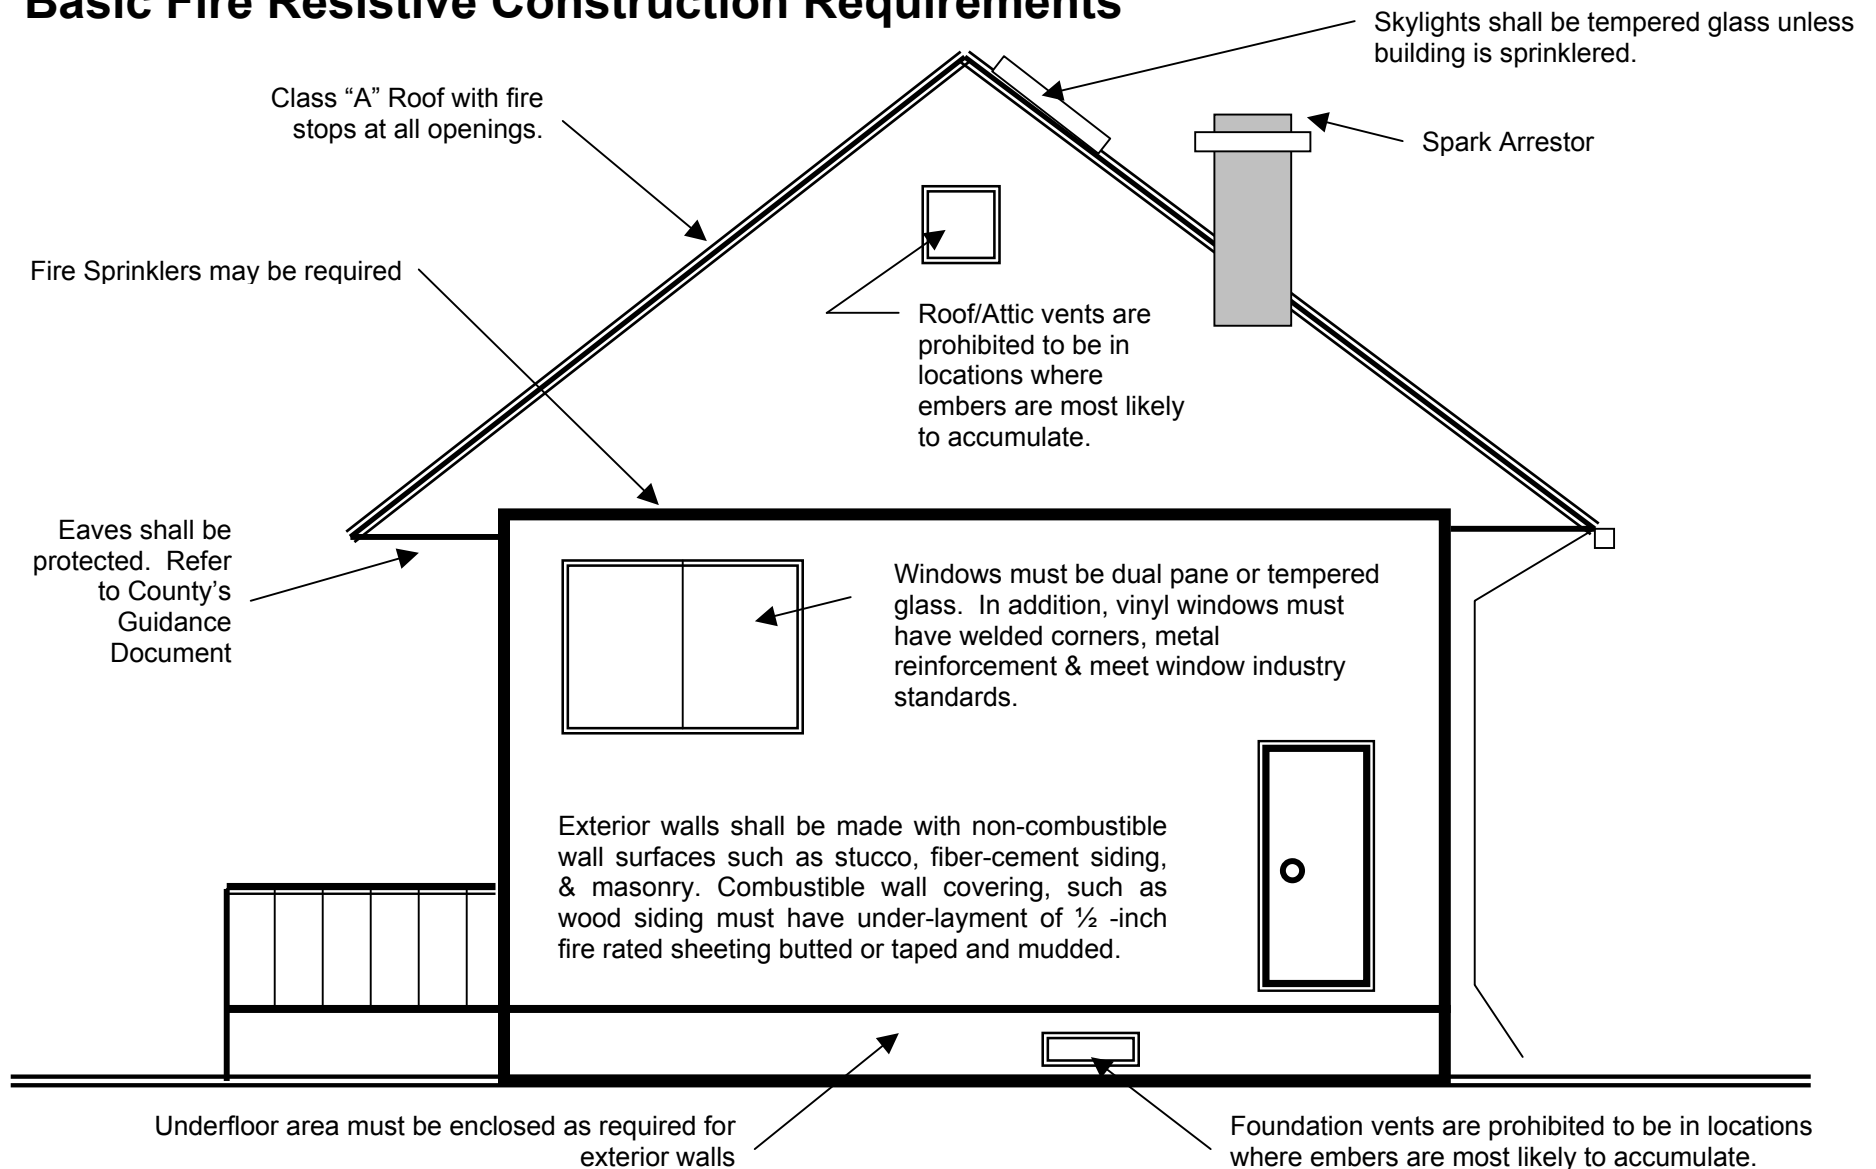 Basic Fire Resistive Construction Requirements
Skylights shall be tempered glass unless
building is sprinklered.
Class “A” Roof with fire
stops at all openings.
Spark Arrestor
Fire Sprinklers may be required
Roof/Attic vents are
prohibited to be in
locations where
embers are most likely
to accumulate.
Eaves shall be
protected.  Refer
to County’s
Guidance
Document
Windows must be dual pane or tempered
glass.  In addition, vinyl windows must
have welded corners, metal
reinforcement & meet window industry
standards.
Exterior walls shall be made with non-combustible
wall surfaces such as stucco, fiber-cement siding,
& masonry. Combustible wall covering, such as
wood siding must have under-layment of ½ -inch
fire rated sheeting butted or taped and mudded.
Underfloor area must be enclosed as required for
exterior walls
Foundation vents are prohibited to be in locations
where embers are most likely to accumulate.